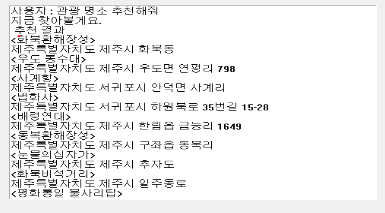 사용자 : 관광 명소 추천해줘
지금 찾아볼게요.
추천 결과
<화북환해장성>
제주특별자치도 제주시 화북동
<우도 홍수대>
제주특별자치도 제주시 우도면 연평리 798
<사계항>
제주특별자치도 서귀포시 안덕면 사계리
<법화사>
제주특별자치도 서귀포시 하원북로 35번길 15-28
<배령연대>
제주특별자치도 제주시 한림읍 금능리 1649
<동복환해장성>
제주특별자치도 제주시 구좌읍 동복리
<눈물의십자가>
제주특별자치도 제주시 추자도
<화북비석거리>
제주특별자치도 제주시 일주동로
<평화통일 불사리탑>